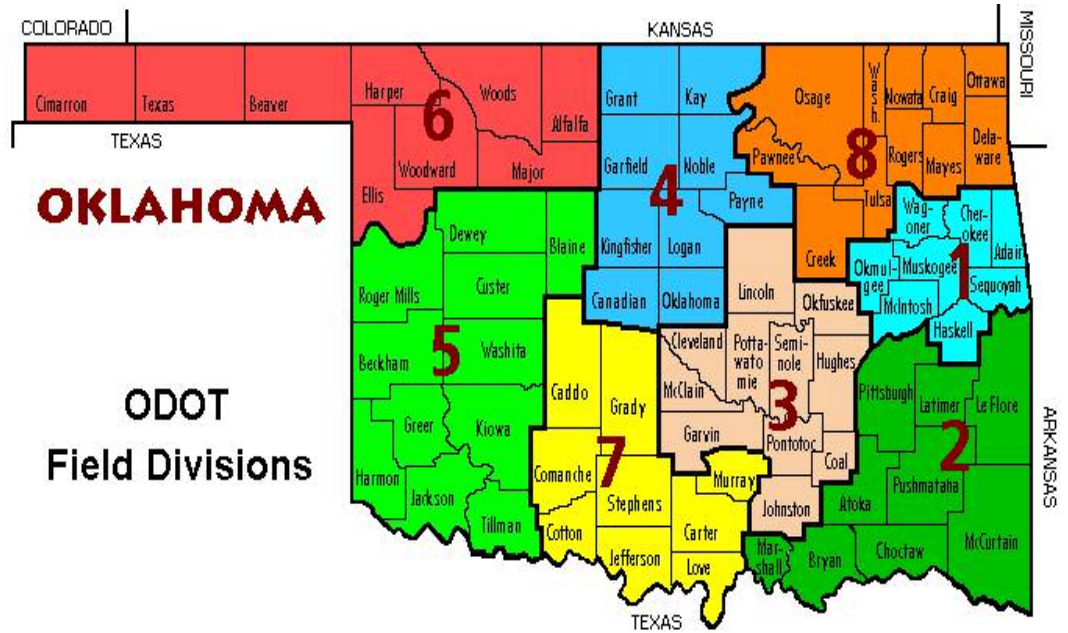 COLORADO
KANSAS
MISSOURI
Cimarron
Texas
Beaver
Harper
Woods
Alfalfa
6
Woodward
Major
Ellis
TEXAS
OKLAHOMA
Grant
Kay
Garfield
Noble
4
Payne
Kingfisher
Logan
Canadian
Oklahoma
Osage
Wash.
Nowata
Craig
Ottawa
Pawnee
8
Rogers
Mayes
Dela-
ware
Tulsa
Creek
Wag-
oner
Cher-
okee
Adair
Okmul-
gee
Muskogee
1
Sequoyah
McIntosh
Haskell
Dewey
Blaine
Roger Mills
Custer
Beckham
5
Washita
Greer
Kiowa
Harmon
Jackson
Tillman
Lincoln
Okfuskee
Cleveland
Potta-
wato
mie
Semi-
nole
Hughes
McClain
3
Garvin
Pontotoc
Coal
Johnston
Caddo
Grady
7
Comanche
Stephens
Murray
Cotton
Carter
Jefferson
Love
Pittsburgh
Latimer
Le Flore
2
Pushmataha
Atoka
Mar-
shall
Bryan
Choctaw
McCurtain
ARKANSAS
ODOT
Field Divisions
TEXAS